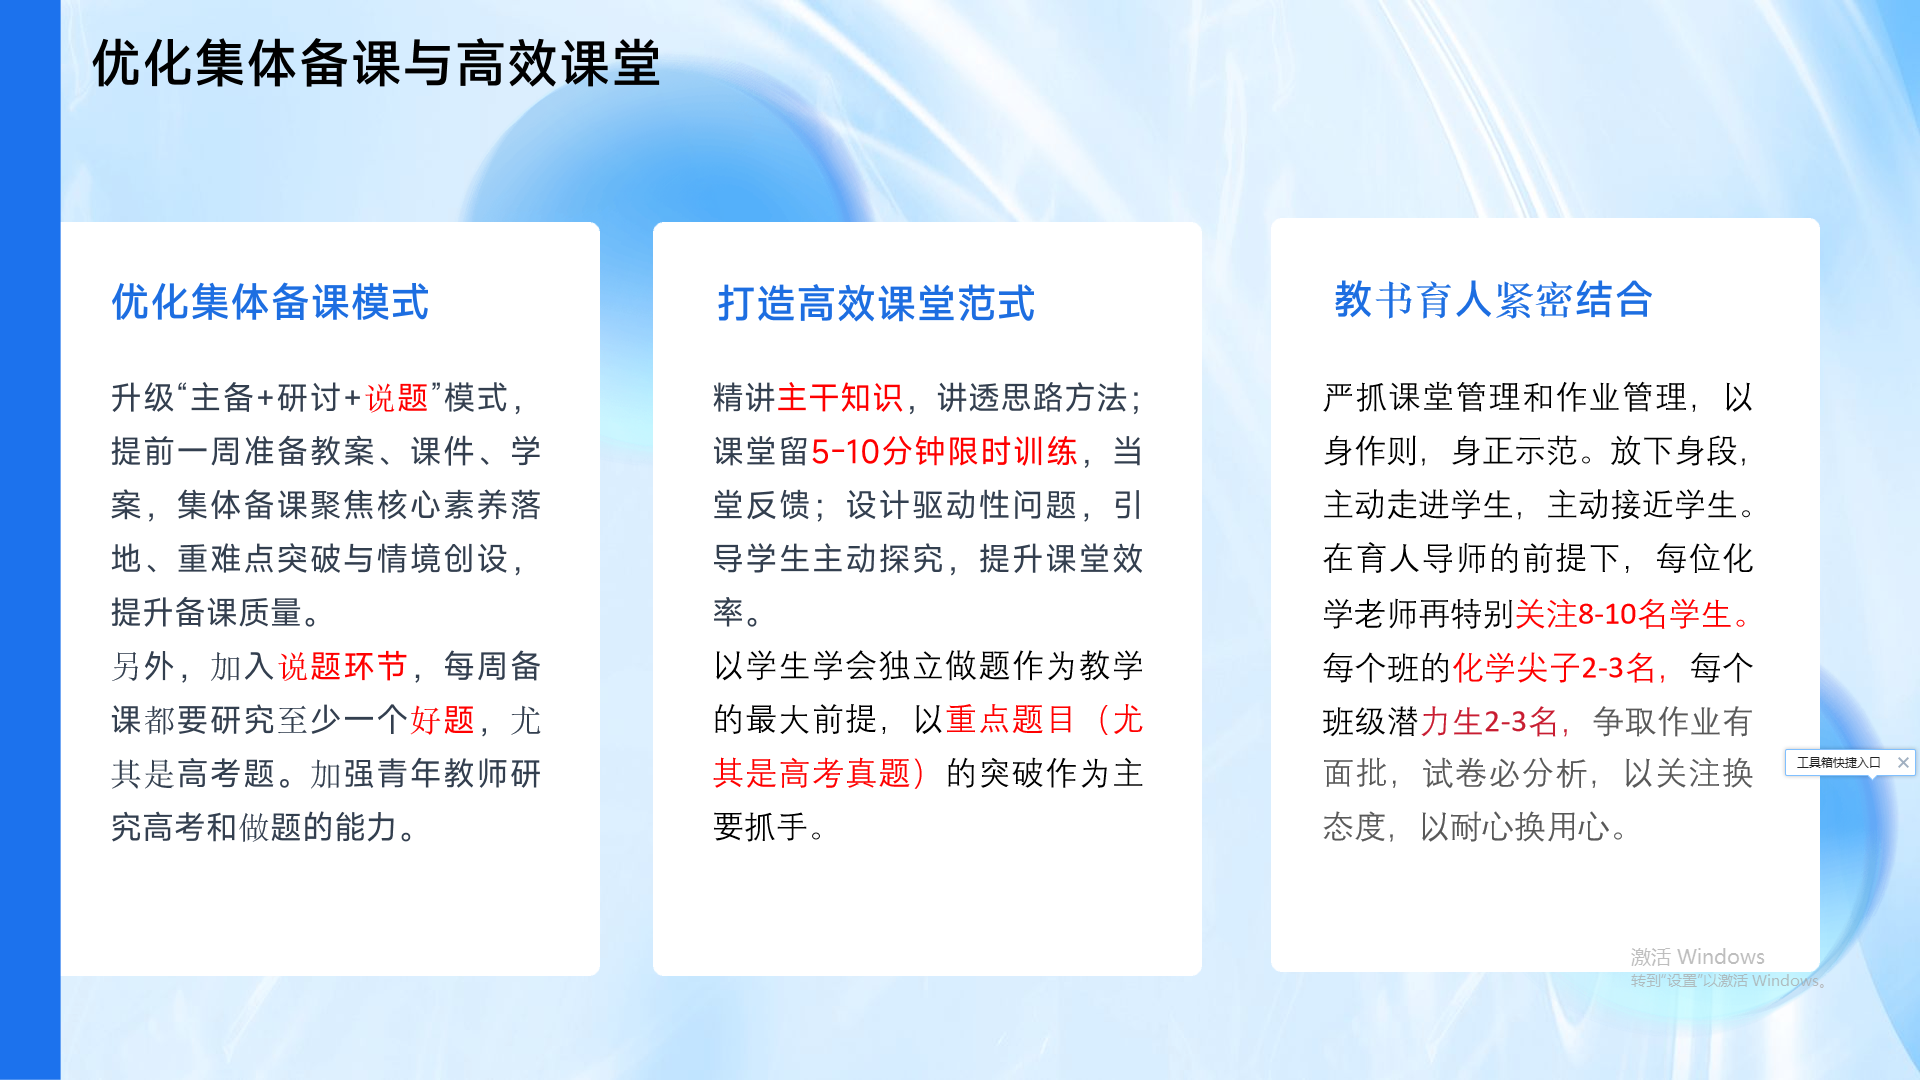 优化集体备课与高效课堂
优化集体备课模式
升级“主备+研讨+说题”模式，
提前一周准备教案、课件、学
案，集体备课聚焦核心素养落
地、重难点突破与情境创设，
提升备课质量。
另外，加入说题环节，每周备
课都要研究至少一个好题，尤
其是高考题。加强青年教师研
究高考和做题的能力。
打造高效课堂范式
精讲主干知识，讲透思路方法；
课堂留5-10分钟限时训练，当
堂反馈；设计驱动性问题，引
导学生主动探究，提升课堂效
率。
以学生学会独立做题作为教学
的最大前提，以重点题目（尤
其是高考真题）的突破作为主
要抓手。
教书育人紧密结合
严抓课堂管理和作业管理，以
身作则，身正示范。放下身段，
主动走进学生，主动接近学生。
在育人导师的前提下，每位化
学老师再特别关注8-10名学生。
每个班的化学尖子2-3名，每个
班级潜力生2-3名，争取作业有
面批，试卷必分析，以关注换
态度，以耐心换用心。
工具箱快捷入口
激活 Windows
转到“设置”以激活 Windows。